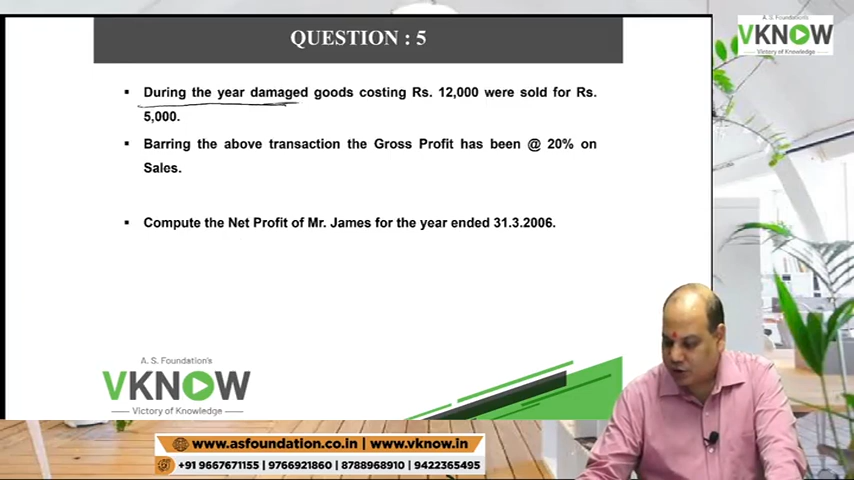 QUESTION : 5
A. S. Foundation's
VKNOW
Victory of Knowledge
During the year damaged goods costing Rs. 12,000 were sold for Rs.
5,000.
Barring the above transaction the Gross Profit has been @ 20% on
Sales.
Compute the Net Profit of Mr. James for the year ended 31.3.2006.
A. S. Foundation's
VKNOW
Victory of Knowledge
www.asfoundation.co.in | www.vknow.in
+91 9667671155 | 9766921860 | 8788968910 | 9422365495